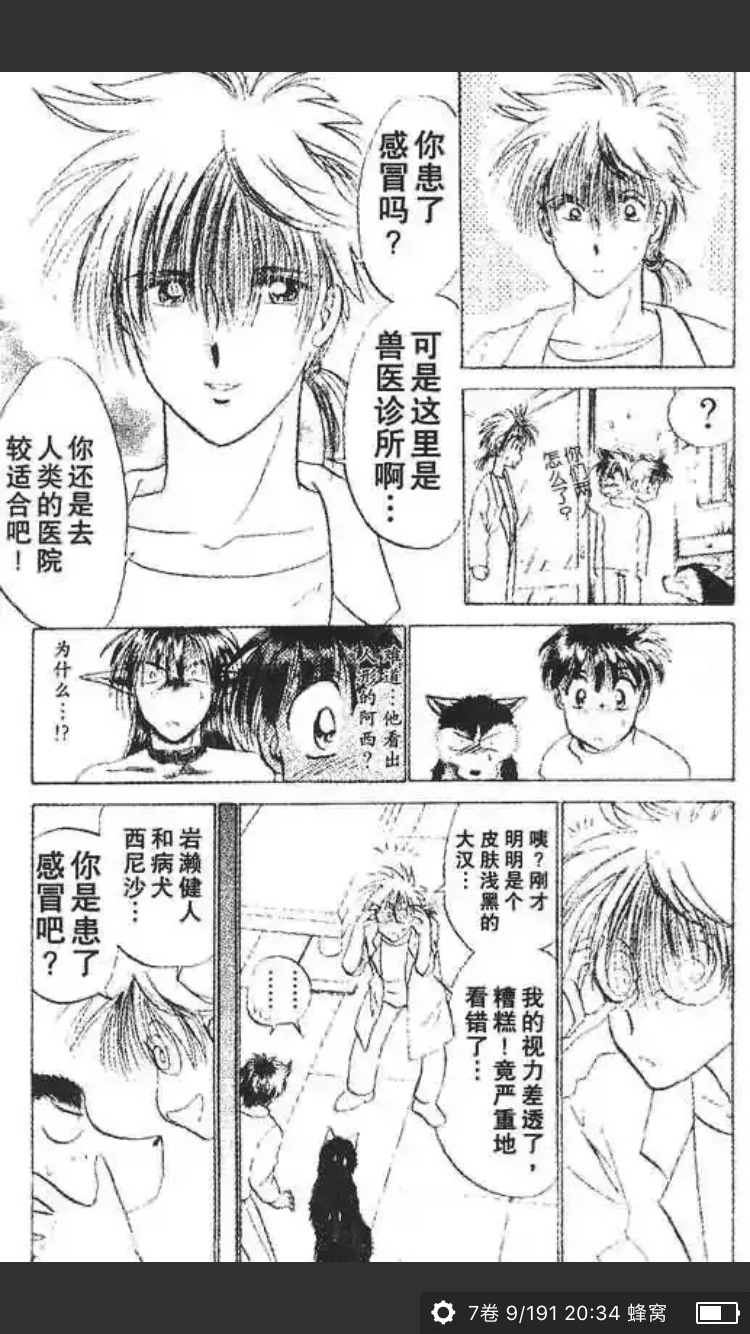 ?
你们两人
怎么了?
你患了
感冒吗?
可是这里是
兽医诊所啊…
你还是去
人类的医院
较适合吧!
难道…他看出
人形的阿西?
为什么…!?
咦?刚才
明明是个
皮肤浅黑的
大汉…
我的视力差透了,
糟糕!竟严重地
看错了…
……
……
岩濑健人
和病犬
西尼沙…
你是患了
感冒吧?
7卷 9/191 20:34 蜂窝